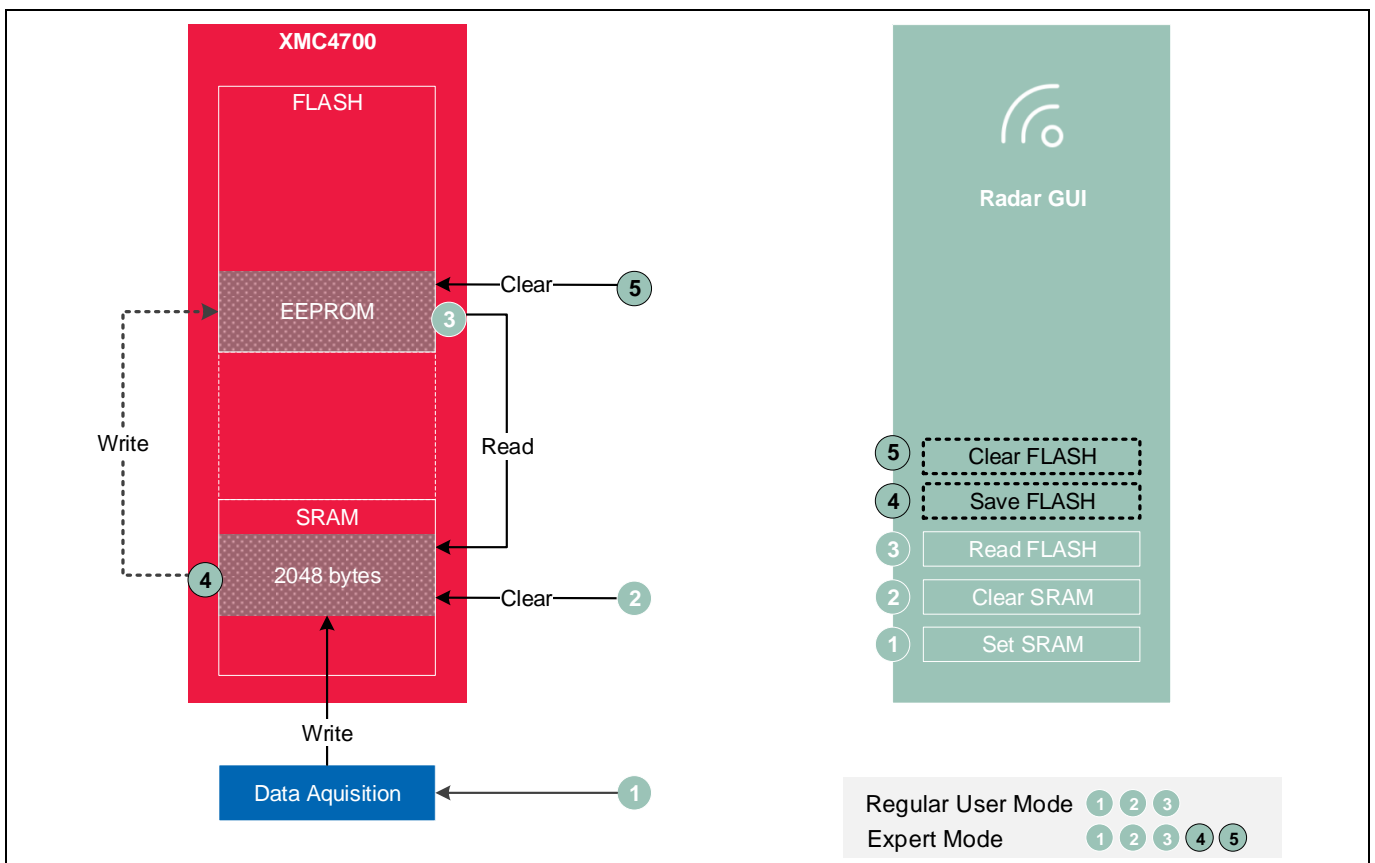 XMC4700
FLASH
EEPROM
3
Clear
5
Write
Read
SRAM
2048 bytes
4
Clear
2
Write
Data Aquisition
1
Radar GUI
5
Clear FLASH
4
Save FLASH
3
Read FLASH
2
Clear SRAM
1
Set SRAM
Regular User Mode 1 2 3
Expert Mode 1 2 3 4 5